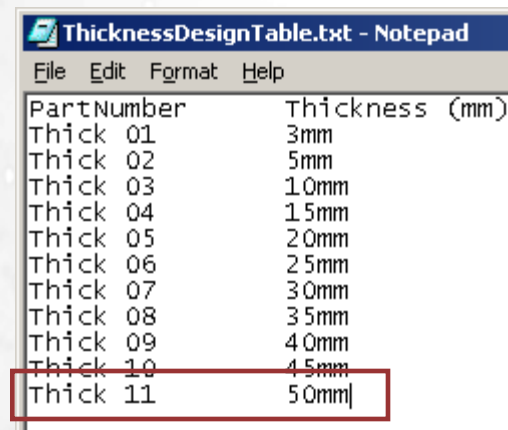 ThicknessDesignTable.txt - Notepad
File Edit Format Help
PartNumber Thickness (mm)
Thick 01 3mm
Thick 02 5mm
Thick 03 10mm
Thick 04 15mm
Thick 05 20mm
Thick 06 25mm
Thick 07 30mm
Thick 08 35mm
Thick 09 40mm
Thick 10 45mm
Thick 11 50mm